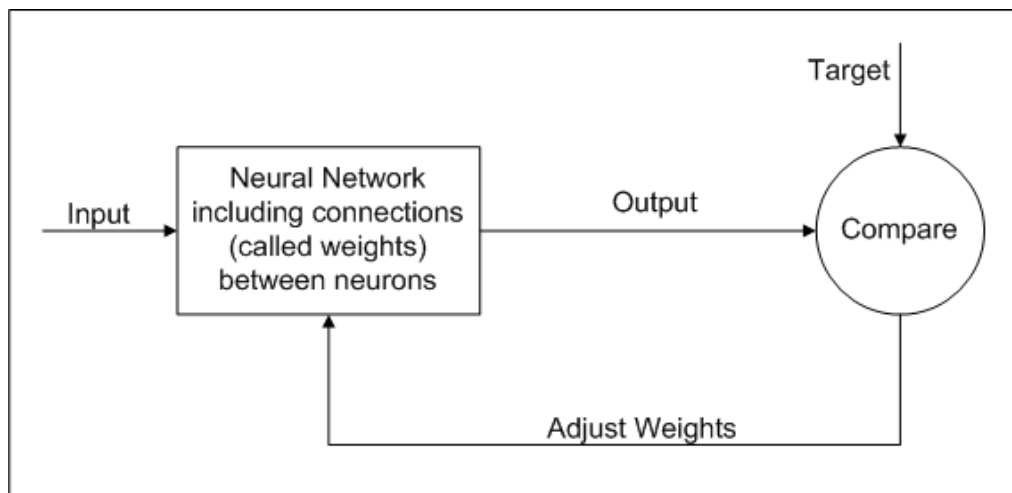 Target
Input
Neural Network
including connections
(called weights)
between neurons
Output
Compare
Adjust Weights